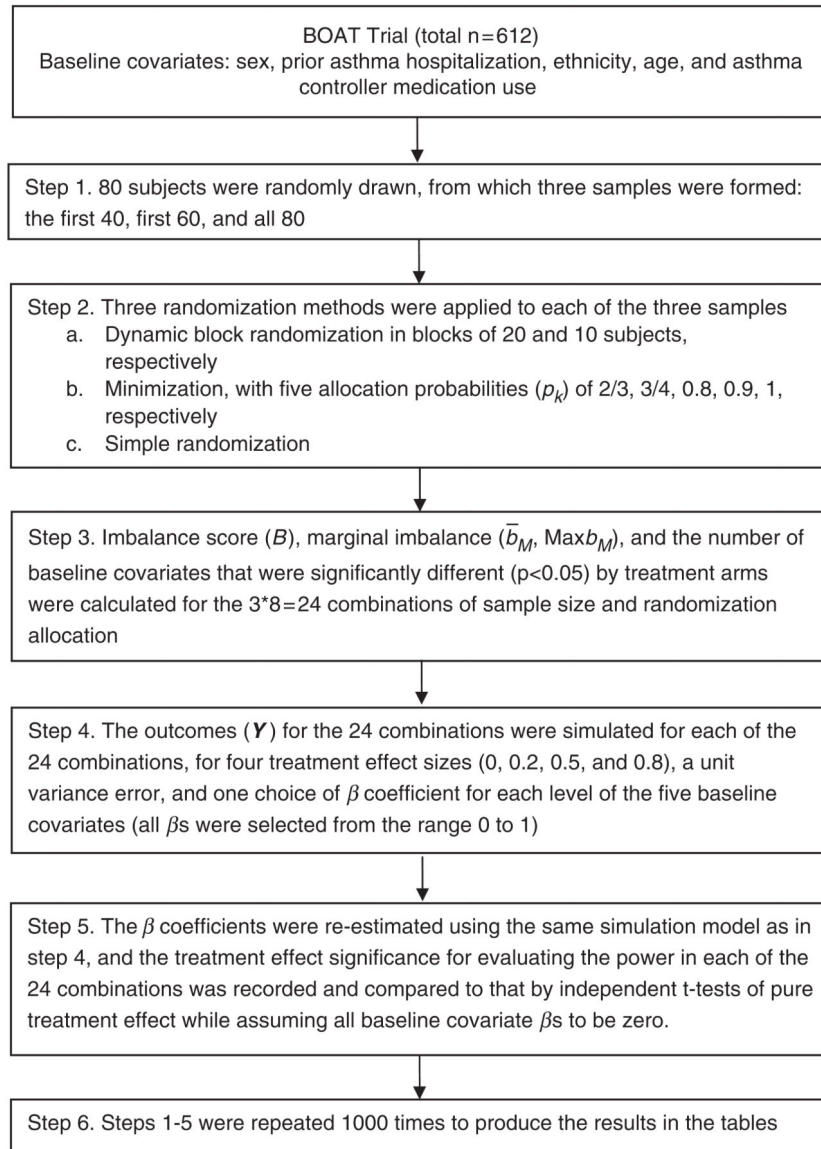 BOAT Trial (total n=612)
Baseline covariates: sex, prior asthma hospitalization, ethnicity, age, and asthma
controller medication use
Step 1. 80 subjects were randomly drawn, from which three samples were formed:
the first 40, first 60, and all 80
Step 2. Three randomization methods were applied to each of the three samples
a. Dynamic block randomization in blocks of 20 and 10 subjects,
respectively
b. Minimization, with five allocation probabilities (pk) of 2/3, 3/4, 0.8, 0.9, 1,
respectively
c. Simple randomization
Step 3. Imbalance score (B), marginal imbalance (b̄M, MaxbM), and the number of
baseline covariates that were significantly different (p<0.05) by treatment arms
were calculated for the 3*8=24 combinations of sample size and randomization
allocation
Step 4. The outcomes (Y) for the 24 combinations were simulated for each of the
24 combinations, for four treatment effect sizes (0, 0.2, 0.5, and 0.8), a unit
variance error, and one choice of β coefficient for each level of the five baseline
covariates (all βs were selected from the range 0 to 1)
Step 5. The β coefficients were re-estimated using the same simulation model as in
step 4, and the treatment effect significance for evaluating the power in each of the
24 combinations was recorded and compared to that by independent t-tests of pure
treatment effect while assuming all baseline covariate βs to be zero.
Step 6. Steps 1-5 were repeated 1000 times to produce the results in the tables